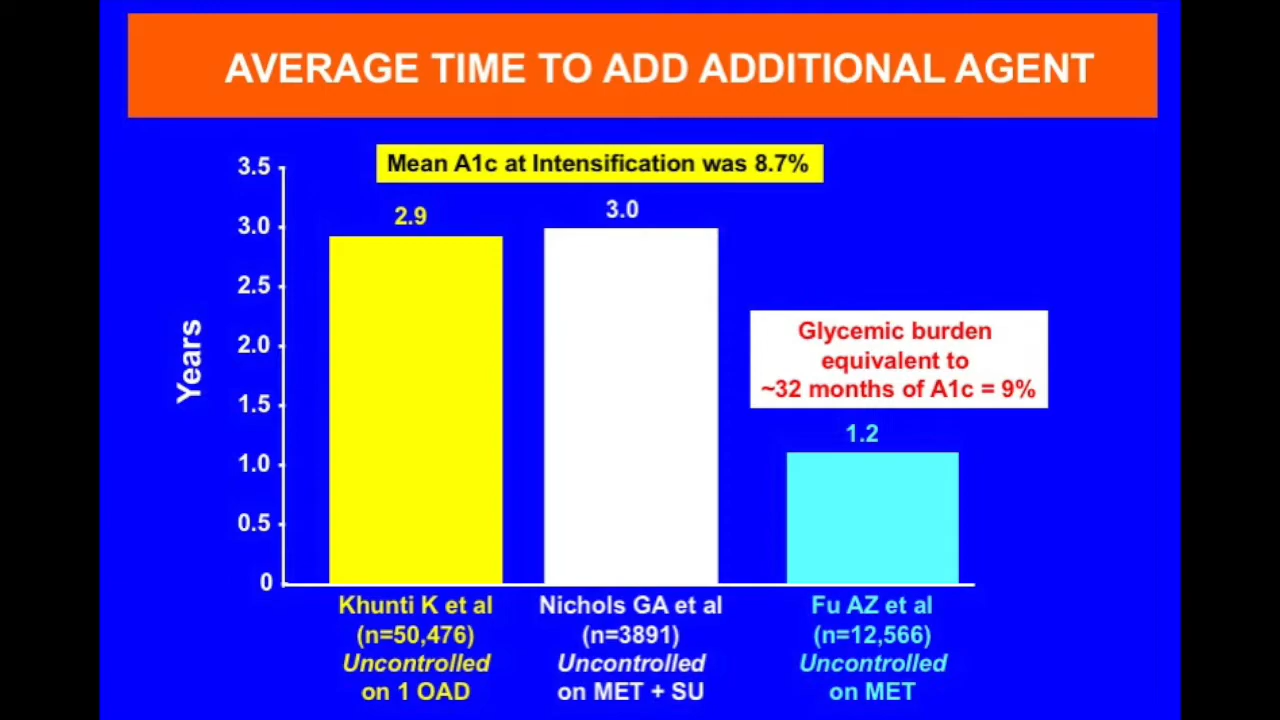 AVERAGE TIME TO ADD ADDITIONAL AGENT
Mean A1c at Intensification was 8.7%
Years
3.5
3.0
2.5
2.0
1.5
1.0
0.5
0
2.9
3.0
1.2
Glycemic burden
equivalent to
~32 months of A1c = 9%
Khunti K et al
(n=50,476)
Uncontrolled
on 1 OAD
Nichols GA et al
(n=3891)
Uncontrolled
on MET + SU
Fu AZ et al
(n=12,566)
Uncontrolled
on MET